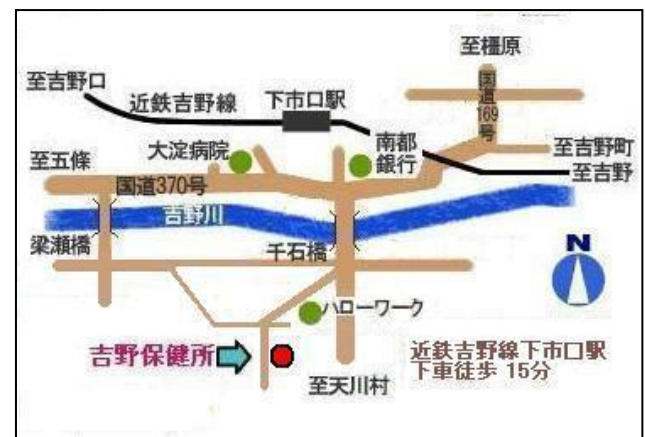 至橿原
至吉野口
近鉄吉野線
下市口駅
国道169号
南都
銀行
至吉野町
至吉野
大淀病院
至五條
国道370号
吉野川
梁瀬橋
千石橋
N
ハローワーク
吉野保健所
近鉄吉野線下市口駅
下車徒歩 15分
至天川村